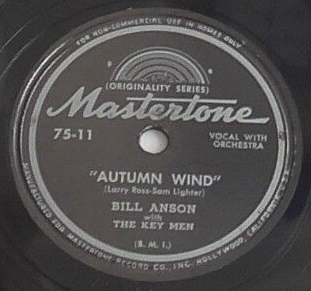 FOR NON-COMMERCIAL USE IN HOMES ONLY
(ORIGINALITY SERIES)
Mastertone
75-11
VOCAL WITH
ORCHESTRA
"AUTUMN WIND"
(Larry Ross-Sam Lighter)
BILL ANSON
with
THE KEY MEN
(B. M. I.)
MANUFACTURED FOR MASTERTONE RECORD CO., INC. HOLLYWOOD, CALIFORNIA